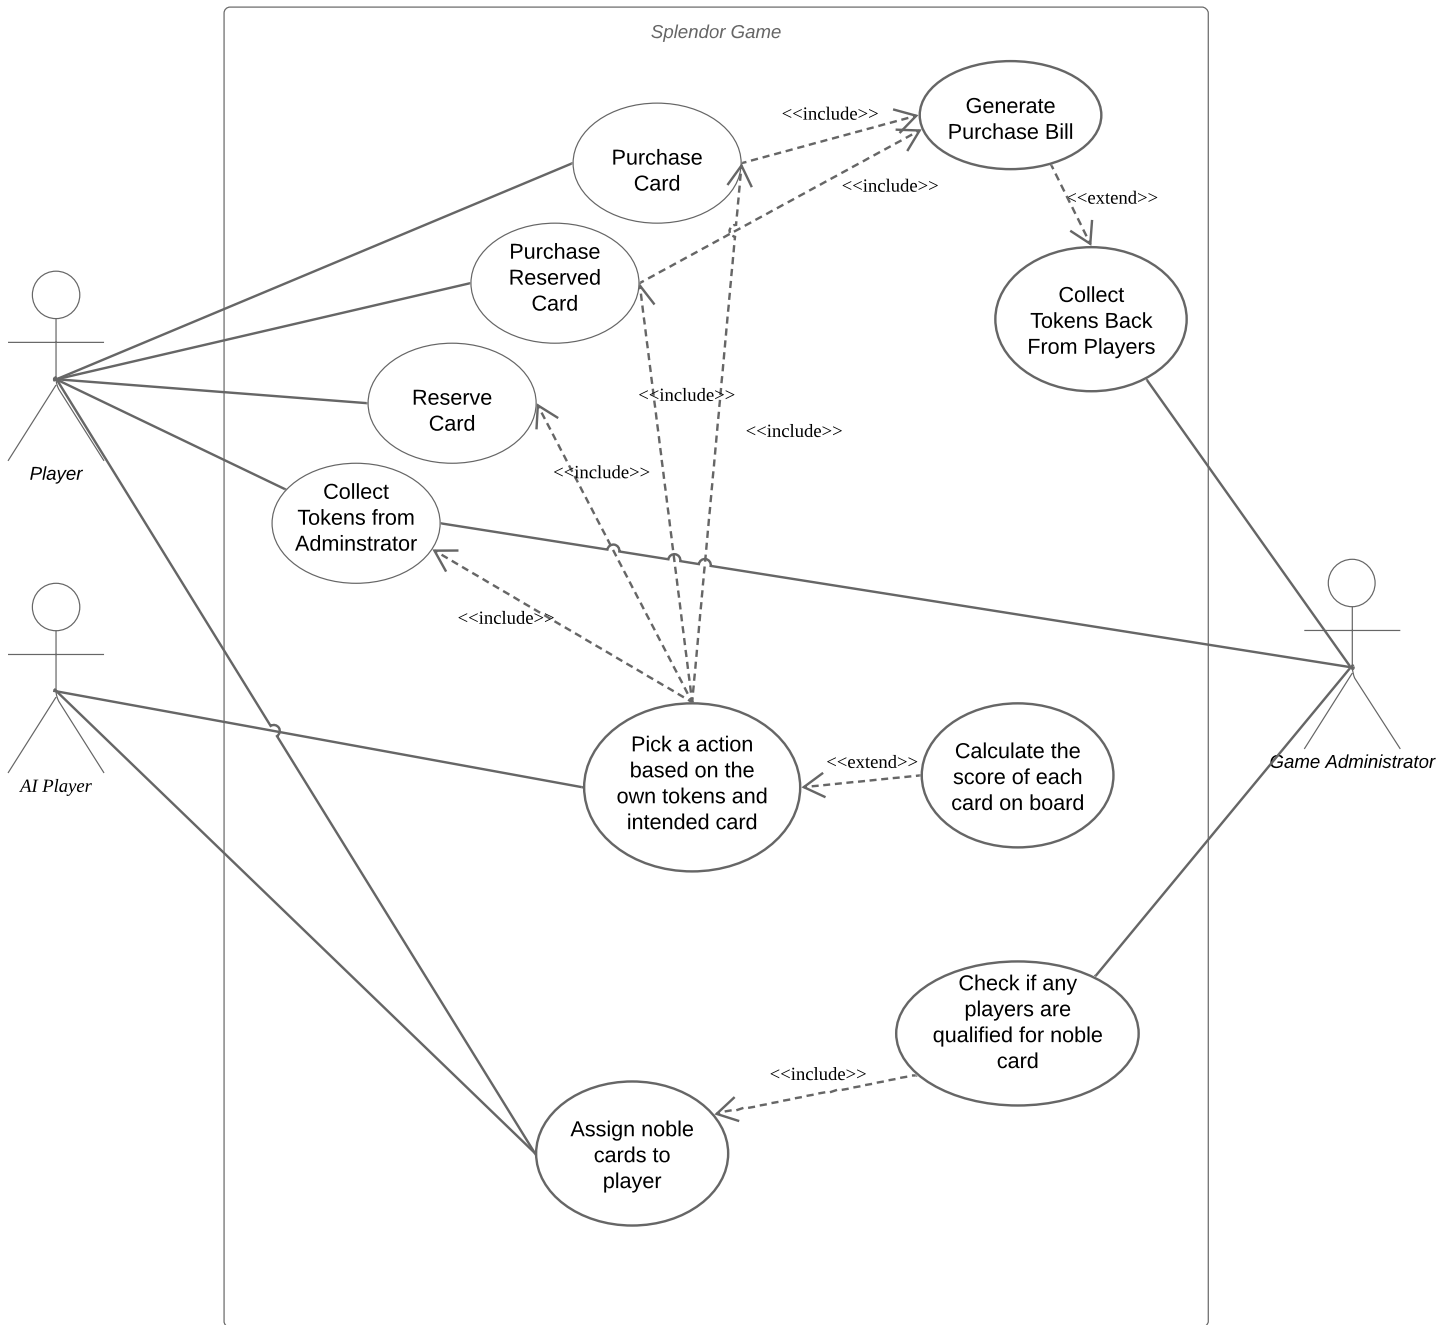 Splendor Game
Generate
Purchase Bill
<<include>>
Purchase
Card
<<include>>
<<extend>>
Purchase
Reserved
Card
Collect
Tokens Back
From Players
Player
Reserve
Card
<<include>>
<<include>>
<<include>>
Collect
Tokens from
Adminstrator
<<include>>
AI Player
Game Administrator
Pick a action
based on the
own tokens and
intended card
<<extend>>
Calculate the
score of each
card on board
Check if any
players are
qualified for noble
card
<<include>>
Assign noble
cards to
player